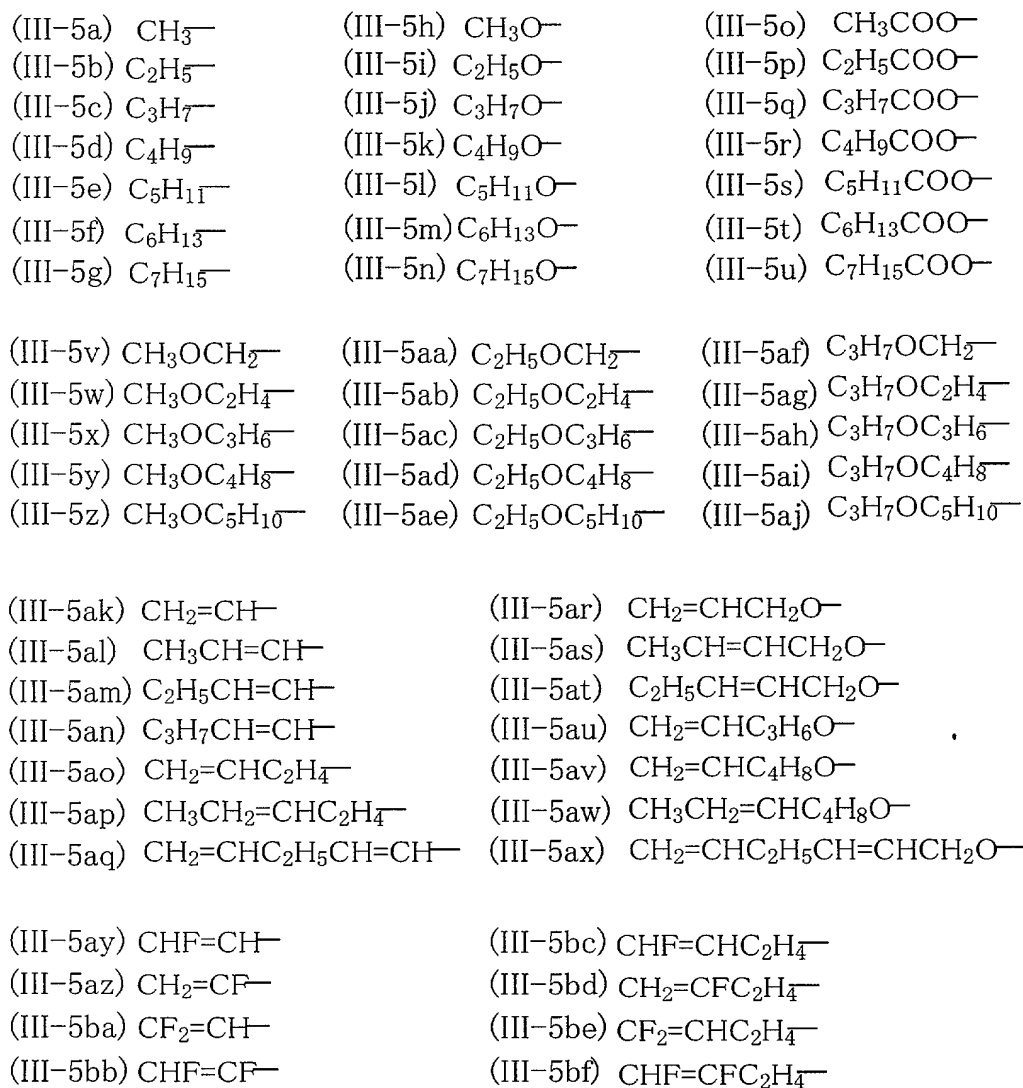 (III-5a) CH₃— (III-5h) CH₃O— (III-5o) CH₃COO—
(III-5b) C₂H₅— (III-5i) C₂H₅O— (III-5p) C₂H₅COO—
(III-5c) C₃H₇— (III-5j) C₃H₇O— (III-5q) C₃H₇COO—
(III-5d) C₄H₉— (III-5k) C₄H₉O— (III-5r) C₄H₉COO—
(III-5e) C₅H₁₁— (III-5l) C₅H₁₁O— (III-5s) C₅H₁₁COO—
(III-5f) C₆H₁₃— (III-5m) C₆H₁₃O— (III-5t) C₆H₁₃COO—
(III-5g) C₇H₁₅— (III-5n) C₇H₁₅O— (III-5u) C₇H₁₅COO—
(III-5v) CH₃OCH₂— (III-5aa) C₂H₅OCH₂— (III-5af) C₃H₇OCH₂—
(III-5w) CH₃OC₂H₄— (III-5ab) C₂H₅OC₂H₄— (III-5ag) C₃H₇OC₂H₄—
(III-5x) CH₃OC₃H₆— (III-5ac) C₂H₅OC₃H₆— (III-5ah) C₃H₇OC₃H₆—
(III-5y) CH₃OC₄H₈— (III-5ad) C₂H₅OC₄H₈— (III-5ai) C₃H₇OC₄H₈—
(III-5z) CH₃OC₅H₁₀— (III-5ae) C₂H₅OC₅H₁₀— (III-5aj) C₃H₇OC₅H₁₀—
(III-5ak) CH₂=CH— (III-5ar) CH₂=CHCH₂O—
(III-5al) CH₃CH=CH— (III-5as) CH₃CH=CHCH₂O—
(III-5am) C₂H₅CH=CH— (III-5at) C₂H₅CH=CHCH₂O—
(III-5an) C₃H₇CH=CH— (III-5au) CH₂=CHC₃H₆O—
(III-5ao) CH₂=CHC₂H₄— (III-5av) CH₂=CHC₄H₈O—
(III-5ap) CH₃CH₂=CHC₂H₄— (III-5aw) CH₃CH₂=CHC₄H₈O—
(III-5aq) CH₂=CHC₂H₅CH=CH— (III-5ax) CH₂=CHC₂H₅CH=CHCH₂O—
(III-5ay) CHF=CH— (III-5bc) CHF=CHC₂H₄—
(III-5az) CH₂=CF— (III-5bd) CH₂=CFC₂H₄—
(III-5ba) CF₂=CH— (III-5be) CF₂=CHC₂H₄—
(III-5bb) CHF=CF— (III-5bf) CHF=CFC₂H₄—